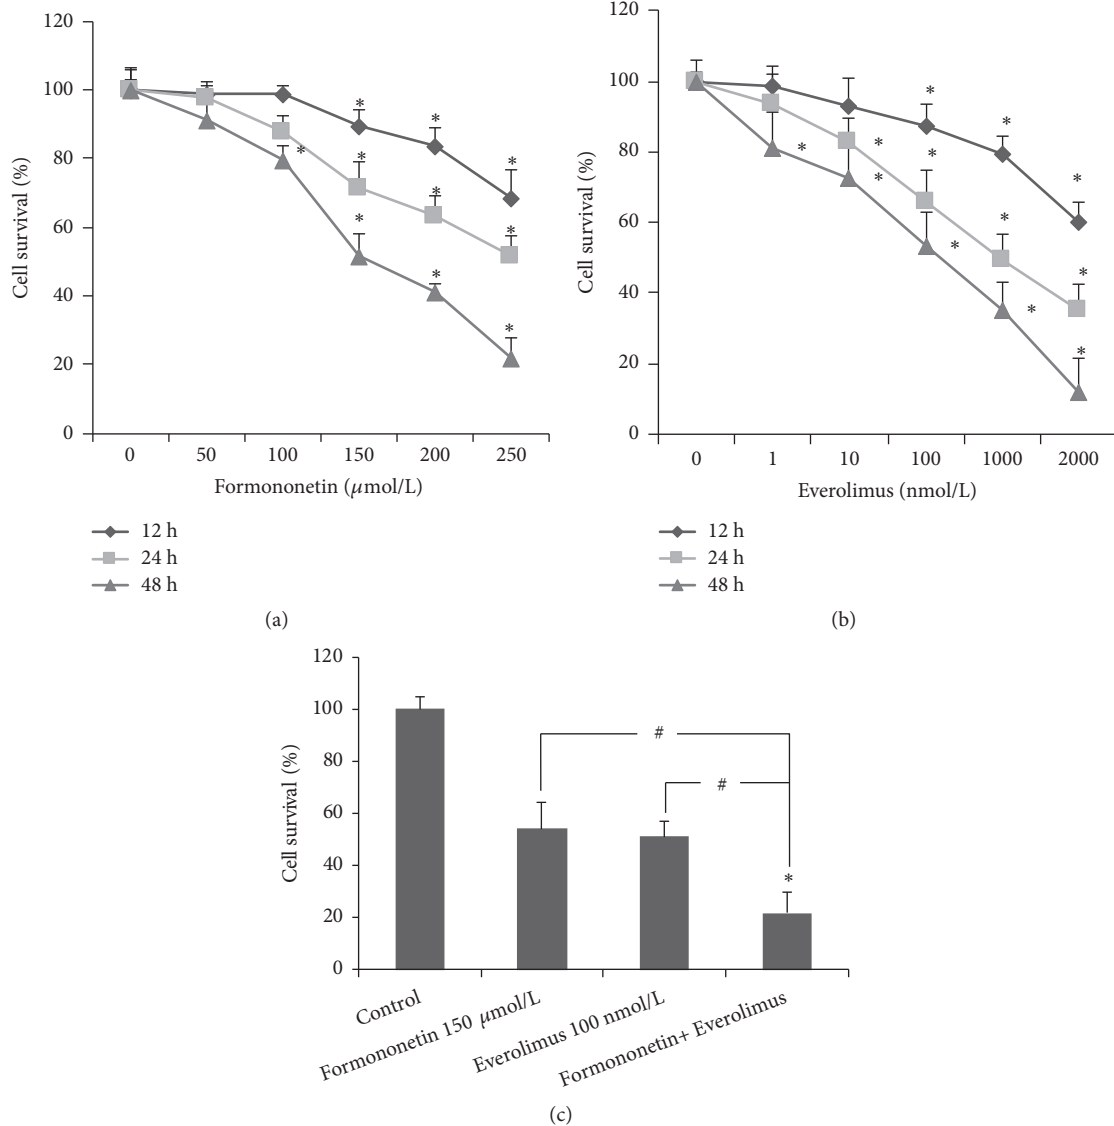 120
100
80
60
40
20
0
Cell survival (%)
* * *
* * * *
* * * *
0 50 100 150 200 250
Formononetin (μmol/L)
12 h
24 h
48 h
(a)
120
100
80
60
40
20
0
Cell survival (%)
* * *
* * * *
* * * * *
0 1 10 100 1000 2000
Everolimus (nmol/L)
12 h
24 h
48 h
(b)
120
100
80
60
40
20
0
Cell survival (%)
#
#
*
Control
Formononetin 150 μmol/L
Everolimus 100 nmol/L
Formononetin+ Everolimus
(c)